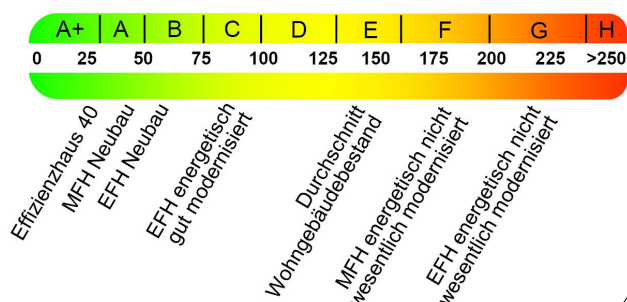 A+ A B C D E F G H
0 25 50 75 100 125 150 175 200 225 >250
Effizienzhaus 40
MFH Neubau
EFH Neubau
EFH energetisch
gut modernisiert
Durchschnitt
Wohngebäudebestand
MFH energetisch nicht
wesentlich modernisiert
EFH energetisch nicht
wesentlich modernisiert